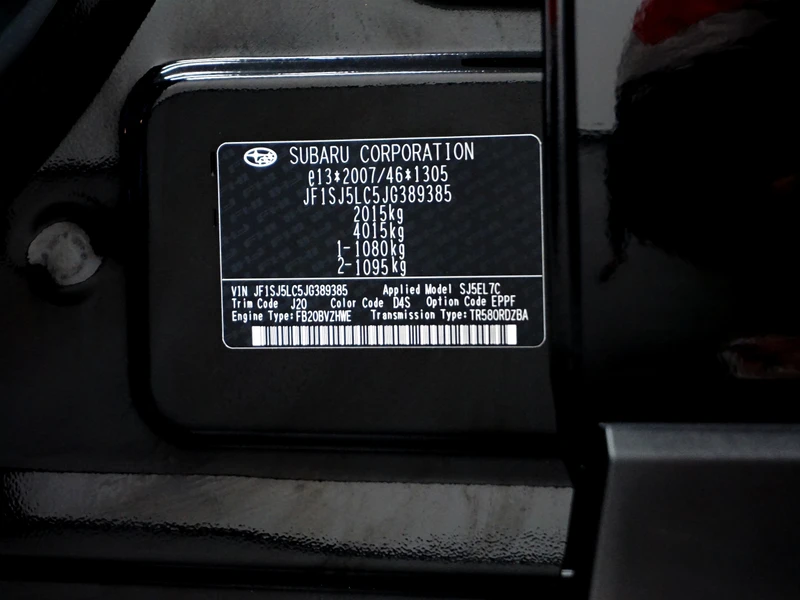 SUBARU CORPORATION
e13*2007/46*1305
JF1SJ5LC5JG389385
2015kg
4015kg
1-1080kg
2-1095kg
VIN JF1SJ5LC5JG389385 Applied Model SJ5EL7C
Trim Code J20 Color Code D4S Option Code EPPF
Engine Type:FB20BVZHWE Transmission Type:TR580RDZBA